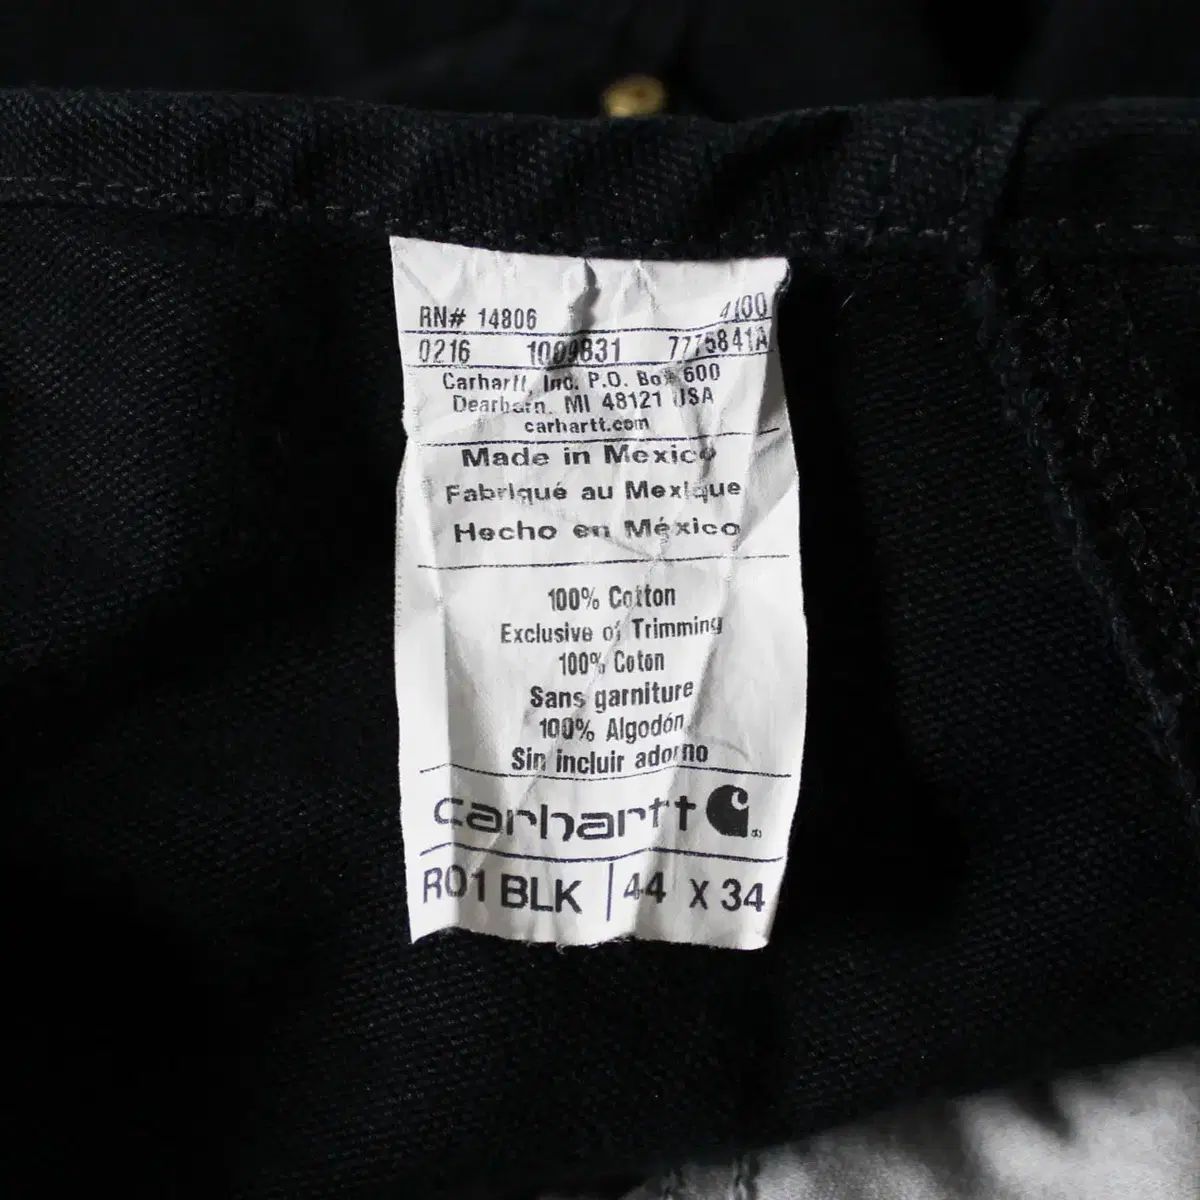 RN# 14806 4100
0216 1009831 7775841A
Carhartt, Inc. P.O. Box 600
Dearborn, MI 48121 USA
carhartt.com
Made in Mexico
Fabriqué au Mexique
Hecho en México
100% Cotton
Exclusive of Trimming
100% Coton
Sans garniture
100% Algodón
Sin incluir adorno
carhartt
R01 BLK 44 X 34